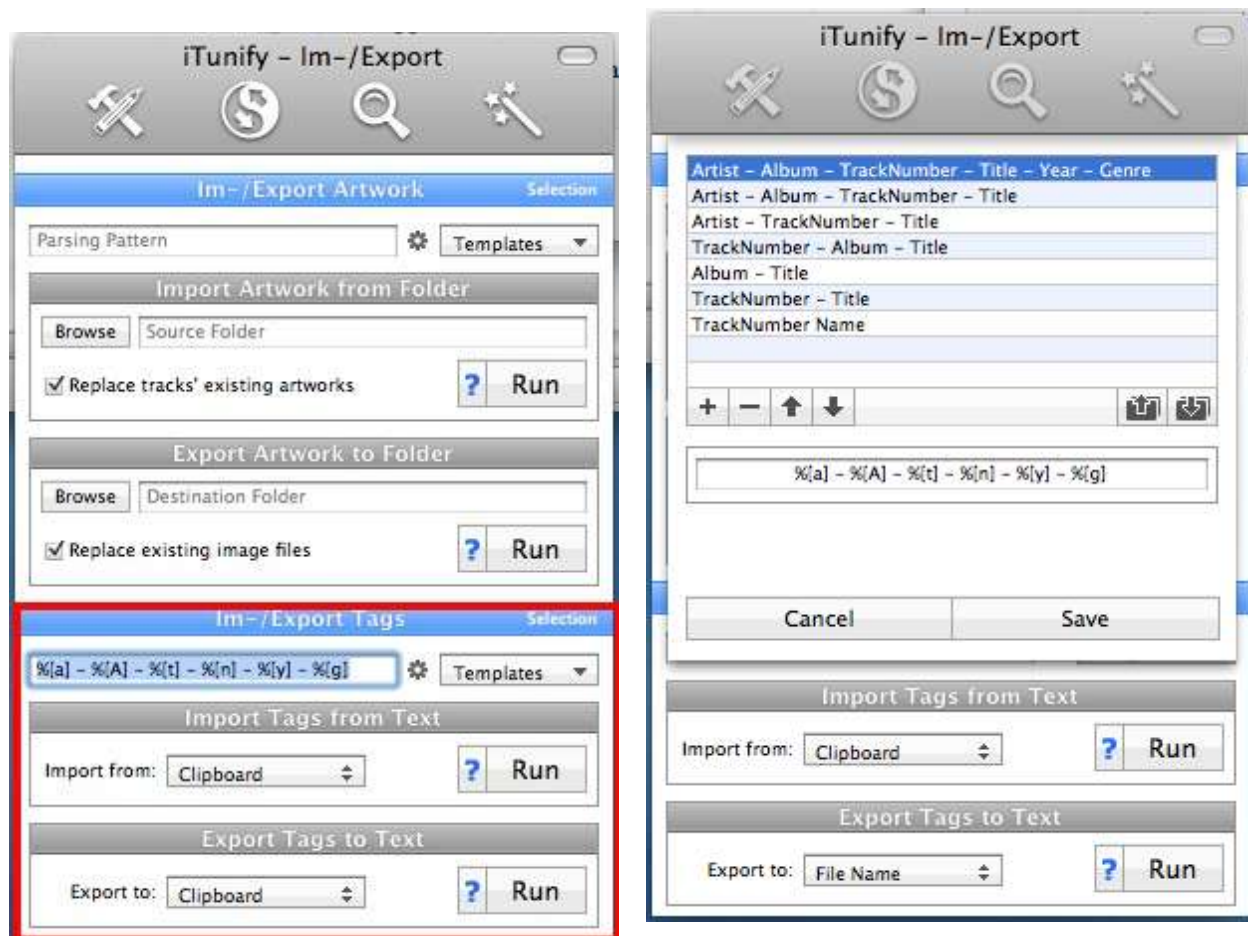 iTunify – Im–/Export
Im–/Export Artwork Selection
Parsing Pattern Templates
Import Artwork from Folder
Browse Source Folder
Replace tracks' existing artworks ? Run
Export Artwork to Folder
Browse Destination Folder
Replace existing image files ? Run
Im–/Export Tags Selection
%[a] – %[A] – %[t] – %[n] – %[y] – %[g] Templates
Import Tags from Text
Import from: Clipboard ? Run
Export Tags to Text
Export to: Clipboard ? Run
iTunify – Im–/Export
Artist – Album – TrackNumber – Title – Year – Genre
Artist – Album – TrackNumber – Title
Artist – TrackNumber – Title
TrackNumber – Album – Title
Album – Title
TrackNumber – Title
TrackNumber Name
%[a] – %[A] – %[t] – %[n] – %[y] – %[g]
Cancel Save
Import Tags from Text
Import from: Clipboard ? Run
Export Tags to Text
Export to: File Name ? Run